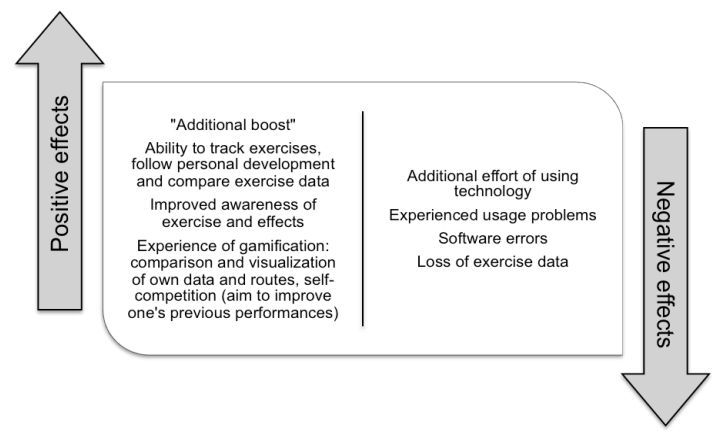 Positive effects
"Additional boost"
Ability to track exercises,
follow personal development
and compare exercise data
Improved awareness of
exercise and effects
Experience of gamification:
comparison and visualization
of own data and routes, self-
competition (aim to improve
one's previous performances)
Additional effort of using
technology
Experienced usage problems
Software errors
Loss of exercise data
Negative effects